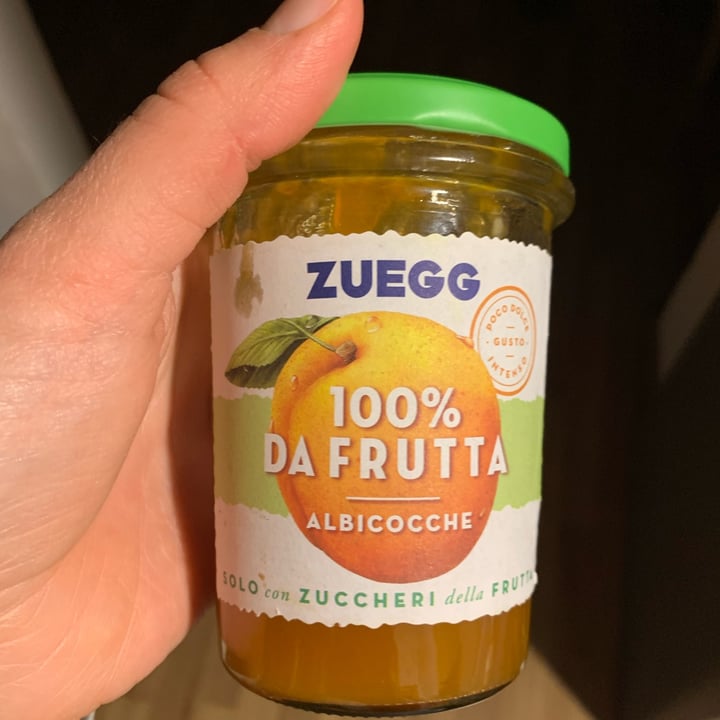 ZUEGG
POCO DOLCE
GUSTO
INTENSO
100%
DA FRUTTA
ALBICOCCHE
SOLO con ZUCCHERI della FRUTTA